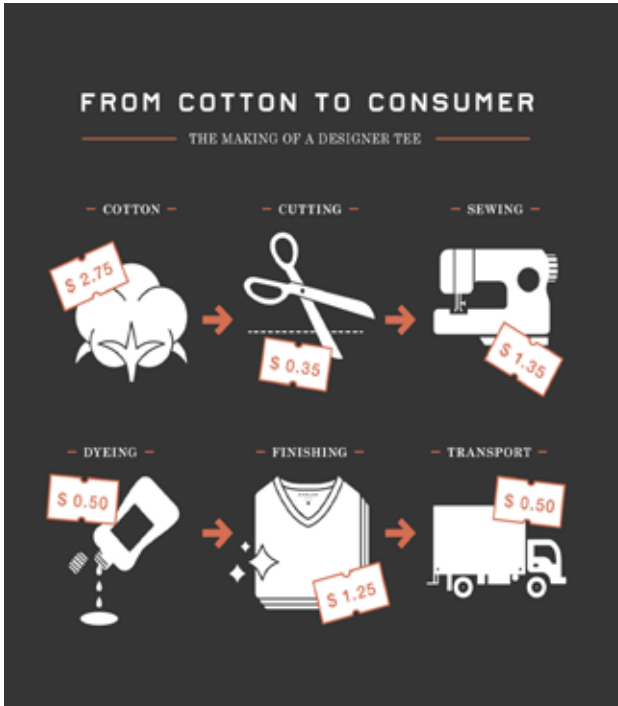 FROM COTTON TO CONSUMER
THE MAKING OF A DESIGNER TEE
COTTON
CUTTING
SEWING
$ 2.75
$ 0.35
$ 1.35
DYEING
FINISHING
TRANSPORT
$ 0.50
$ 1.25
$ 0.50